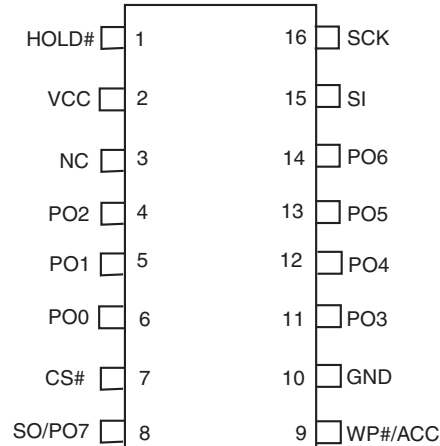 HOLD# 1 16 SCK
VCC 2 15 SI
NC 3 14 PO6
PO2 4 13 PO5
PO1 5 12 PO4
PO0 6 11 PO3
CS# 7 10 GND
SO/PO7 8 9 WP#/ACC